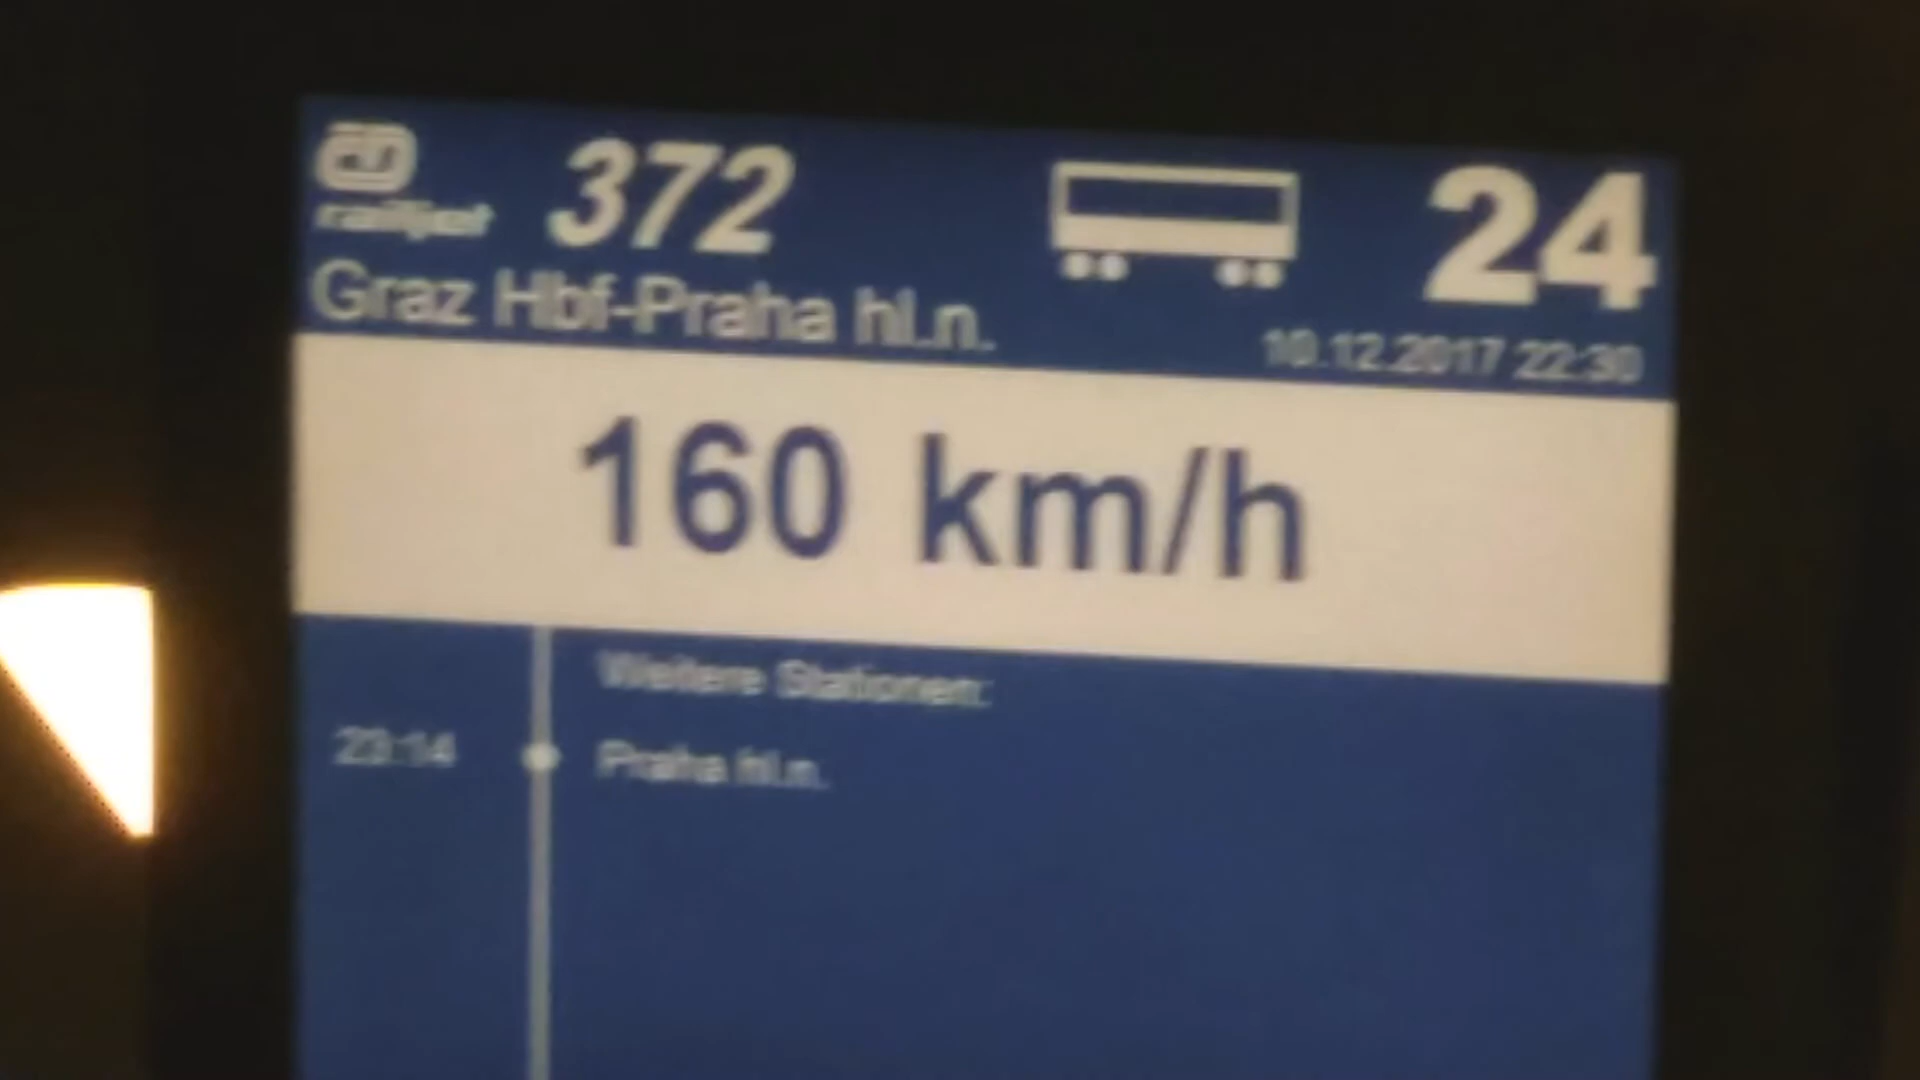 ČD
railjet 372 24
Graz Hbf-Praha hl.n.
10.12.2017 22:30
160 km/h
Weitere Stationen:
23:14 Praha hl.n.